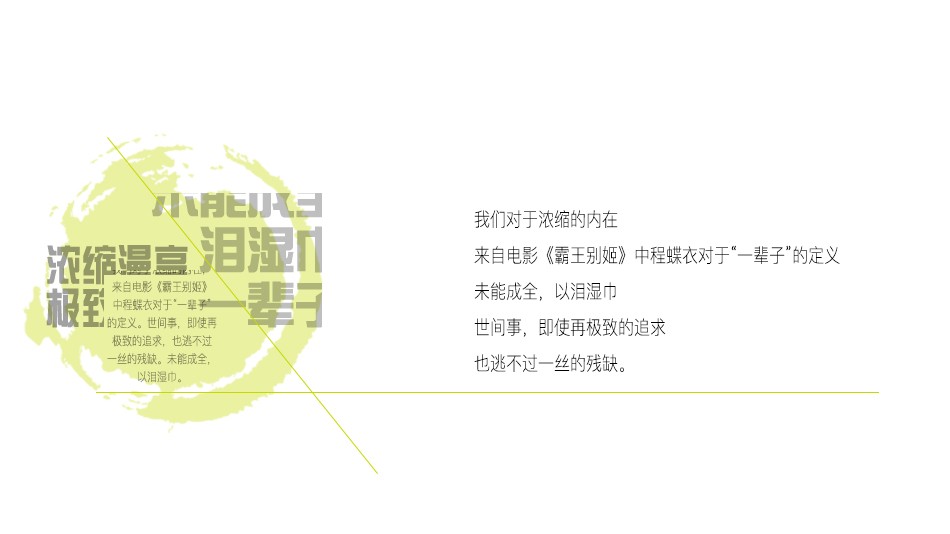 未能成全
泪湿巾
一辈子
浓缩漫享
极致
来自电影《霸王别姬》
中程蝶衣对于“一辈子”
的定义。世间事，即使再
极致的追求，也逃不过
一丝的残缺。未能成全，
以泪湿巾。
我们对于浓缩的内在
来自电影《霸王别姬》中程蝶衣对于“一辈子”的定义
未能成全，以泪湿巾
世间事，即使再极致的追求
也逃不过一丝的残缺。